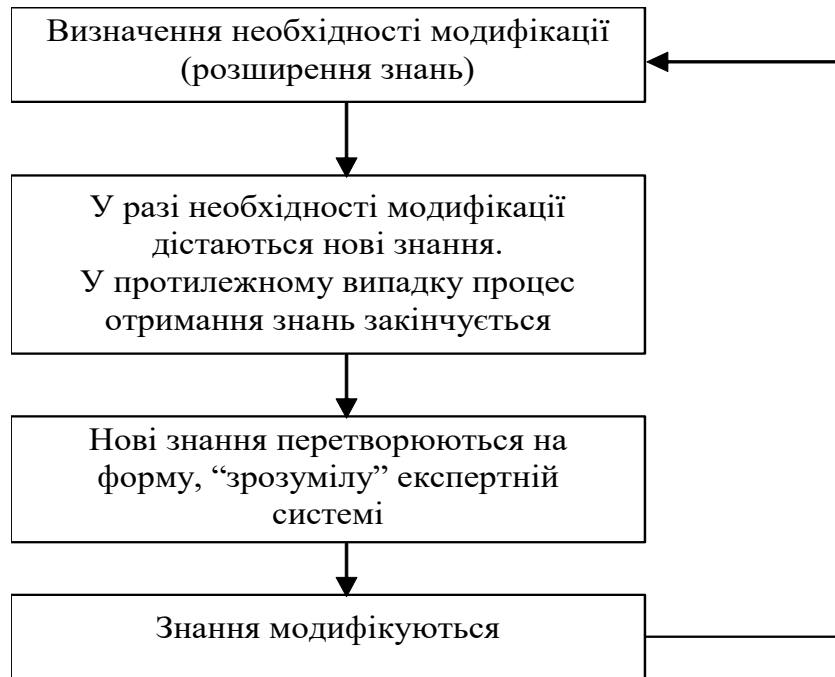 Визначення необхідності модифікації
(розширення знань)
У разі необхідності модифікації
дістаються нові знання.
У протилежному випадку процес
отримання знань закінчується
Нові знання перетворюються на
форму, “зрозумілу” експертній
системі
Знання модифікуються